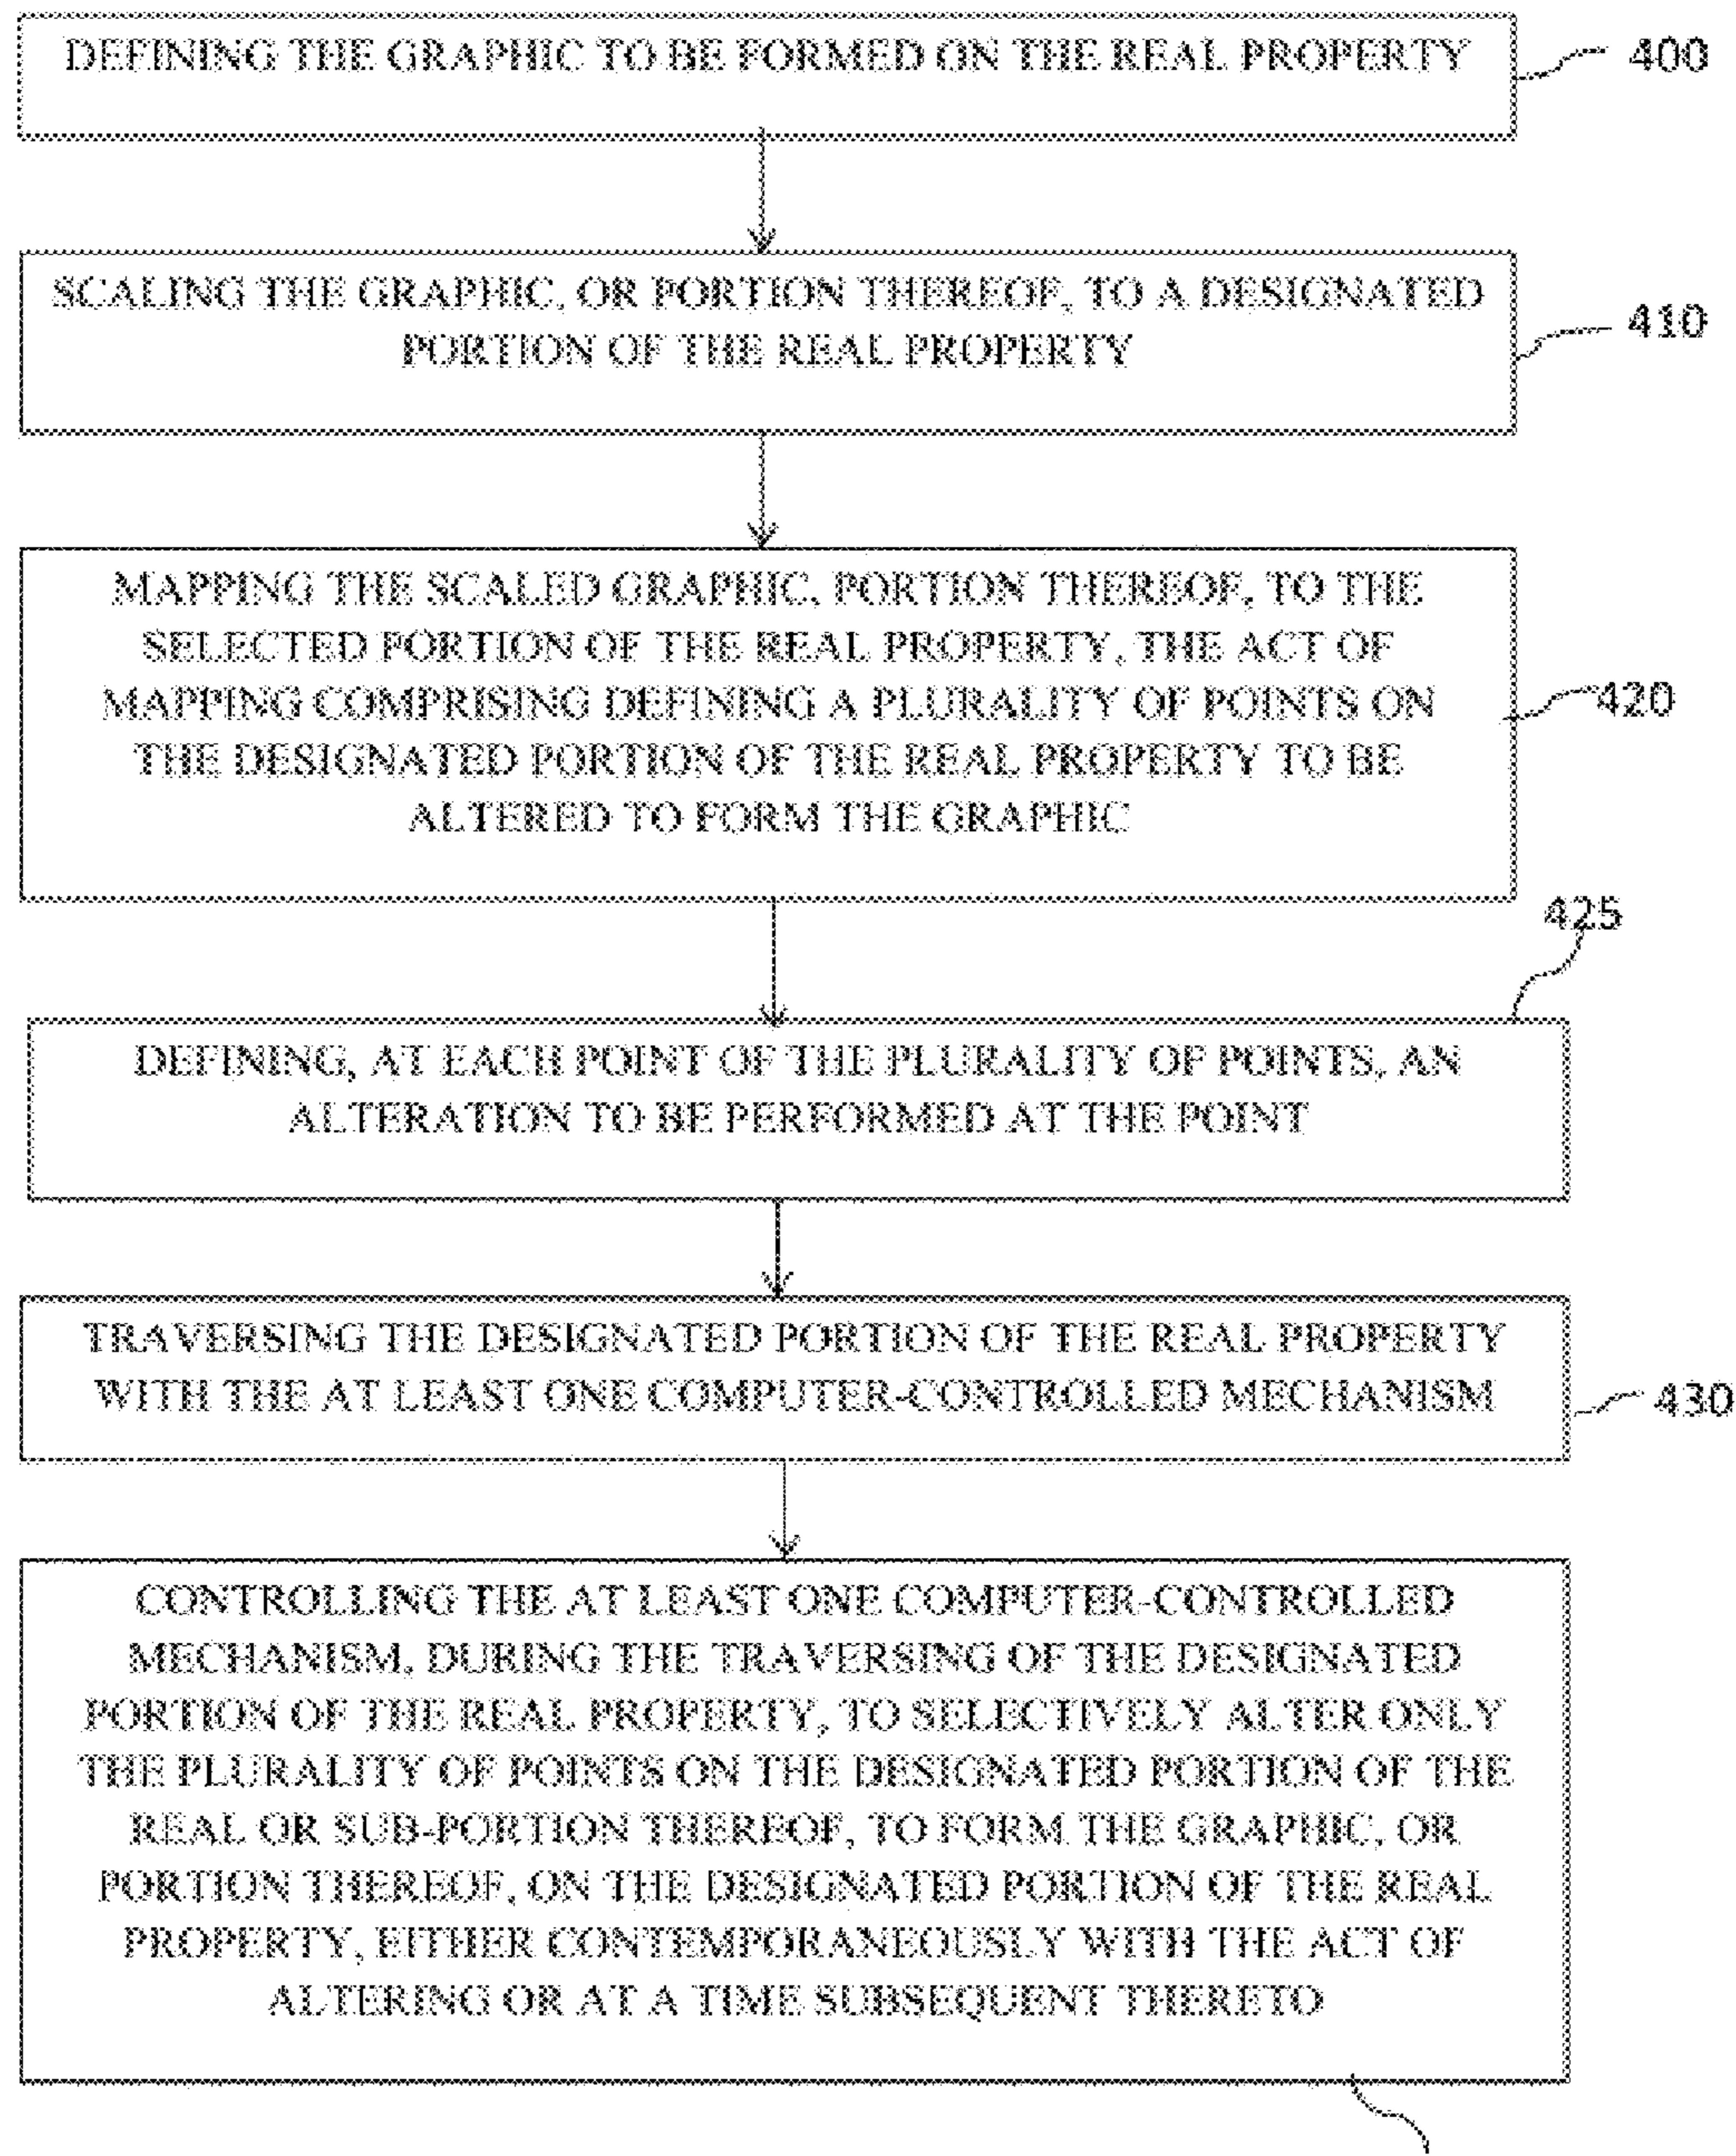 DEFINING THE GRAPHIC TO BE FORMED ON THE REAL PROPERTY
400
SCALING THE GRAPHIC, OR PORTION THEREOF, TO A DESIGNATED
PORTION OF THE REAL PROPERTY
410
MAPPING THE SCALED GRAPHIC, PORTION THEREOF, TO THE
SELECTED PORTION OF THE REAL PROPERTY, THE ACT OF
MAPPING COMPRISING DEFINING A PLURALITY OF POINTS ON
THE DESIGNATED PORTION OF THE REAL PROPERTY TO BE
ALTERED TO FORM THE GRAPHIC
420
425
DEFINING, AT EACH POINT OF THE PLURALITY OF POINTS, AN
ALTERATION TO BE PERFORMED AT THE POINT
TRAVERSING THE DESIGNATED PORTION OF THE REAL PROPERTY
WITH THE AT LEAST ONE COMPUTER-CONTROLLED MECHANISM
430
CONTROLLING THE AT LEAST ONE COMPUTER-CONTROLLED
MECHANISM, DURING THE TRAVERSING OF THE DESIGNATED
PORTION OF THE REAL PROPERTY, TO SELECTIVELY ALTER ONLY
THE PLURALITY OF POINTS ON THE DESIGNATED PORTION OF THE
REAL OR SUB-PORTION THEREOF, TO FORM THE GRAPHIC, OR
PORTION THEREOF, ON THE DESIGNATED PORTION OF THE REAL
PROPERTY, EITHER CONTEMPORANEOUSLY WITH THE ACT OF
ALTERING OR AT A TIME SUBSEQUENT THERETO